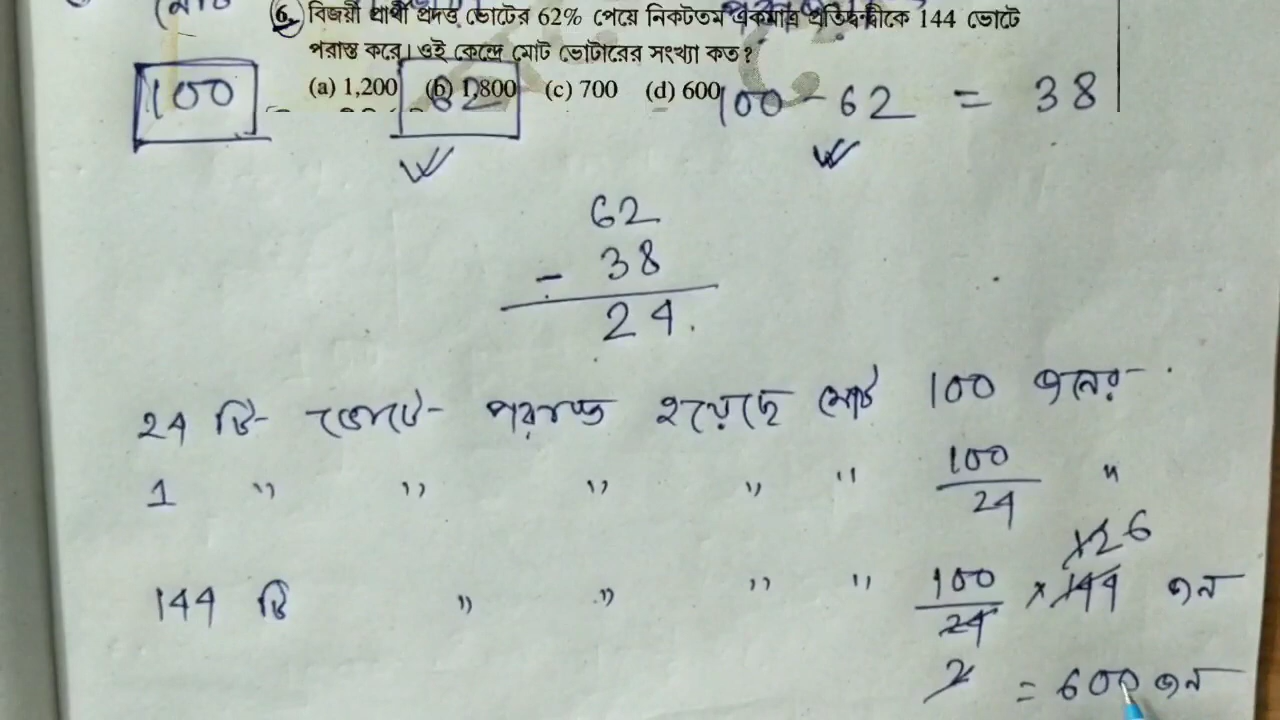 মোট
6. বিজয়ী প্রার্থী প্রদত্ত ভোটের 62% পেয়ে নিকটতম একমাত্র প্রতিদ্বন্দ্বীকে 144 ভোটে
পরাস্ত করে। ওই কেন্দ্রে মোট ভোটারের সংখ্যা কত?
(a) 1,200 (b) 1,800 (c) 700 (d) 600
100 62 100 - 62 = 38
62
- 38
24
24 টি ভোটে পরাস্ত হয়েছে মোট 100 জনের
1 " " " " " 100/24 "
144 টি " " " " 100/24 × 144 জন
12 6
2
= 600 জন